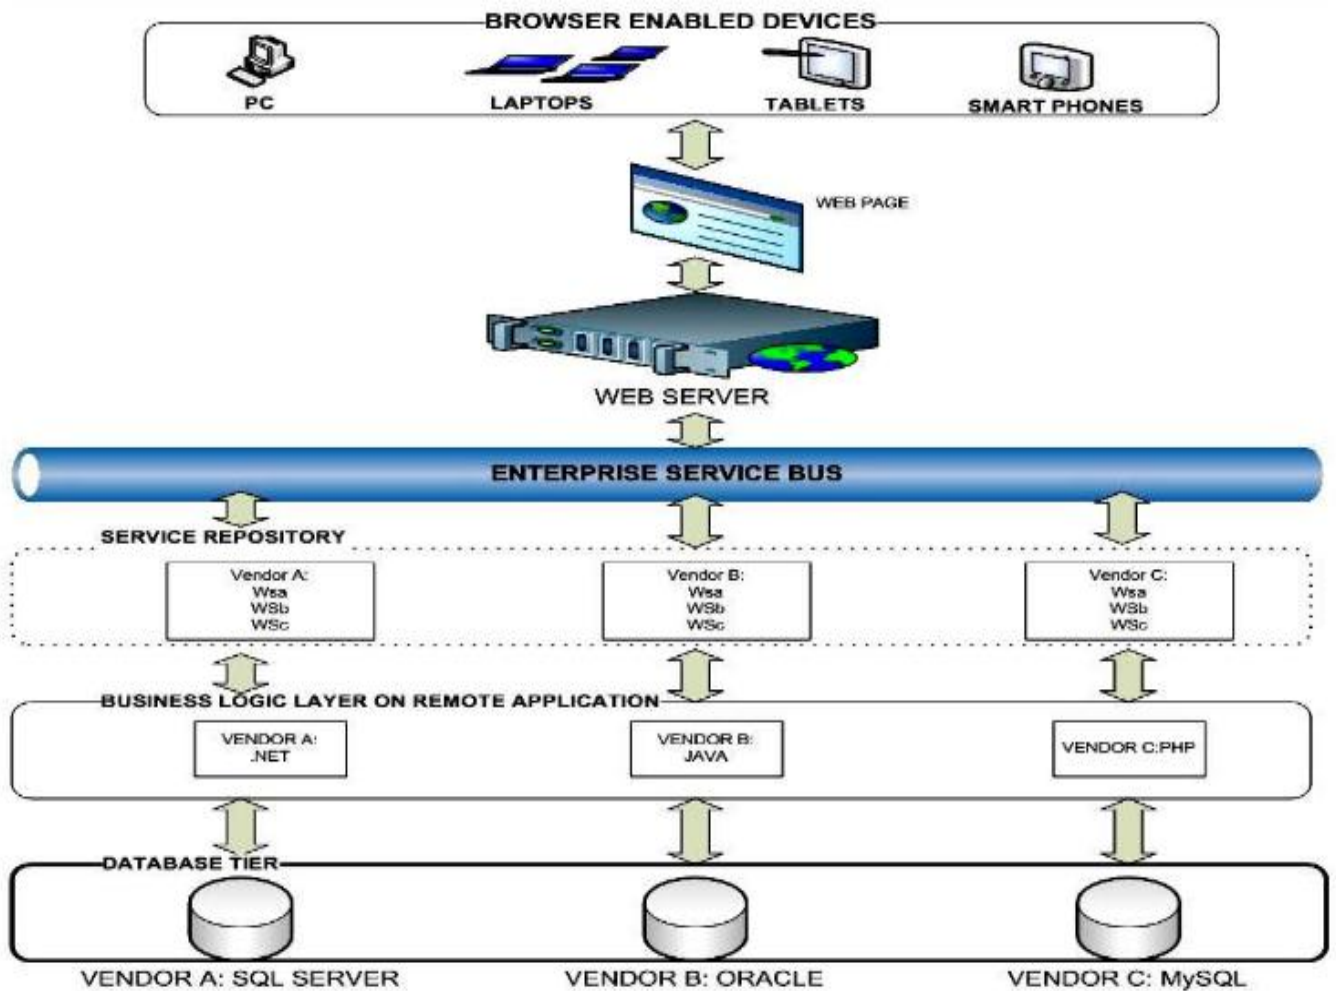 BROWSER ENABLED DEVICES
PC
LAPTOPS
TABLETS
SMART PHONES
WEB PAGE
WEB SERVER
ENTERPRISE SERVICE BUS
SERVICE REPOSITORY
Vendor A:
Wsa
WSb
WSc
Vendor B:
Wsa
WSb
WSc
Vendor C:
Wsa
WSb
WSc
BUSINESS LOGIC LAYER ON REMOTE APPLICATION
VENDOR A:
.NET
VENDOR B:
JAVA
VENDOR C:PHP
DATABASE TIER
VENDOR A: SQL SERVER
VENDOR B: ORACLE
VENDOR C: MySQL